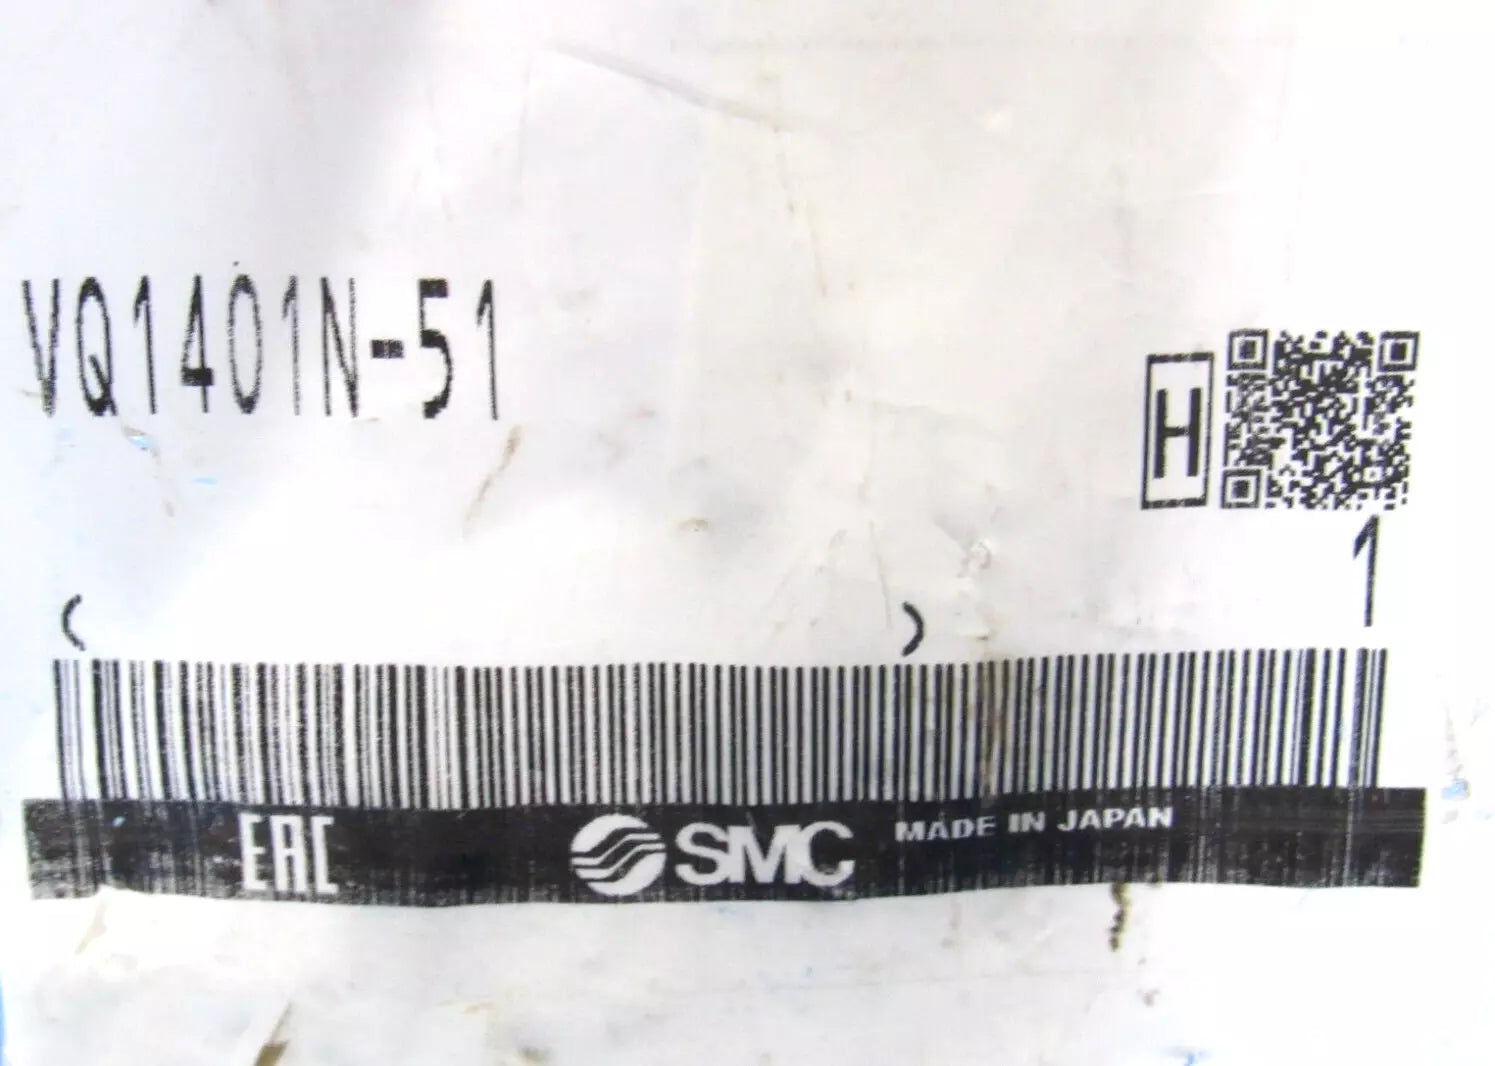 VQ1401N-51
H
1
( )
EAC SMC MADE IN JAPAN